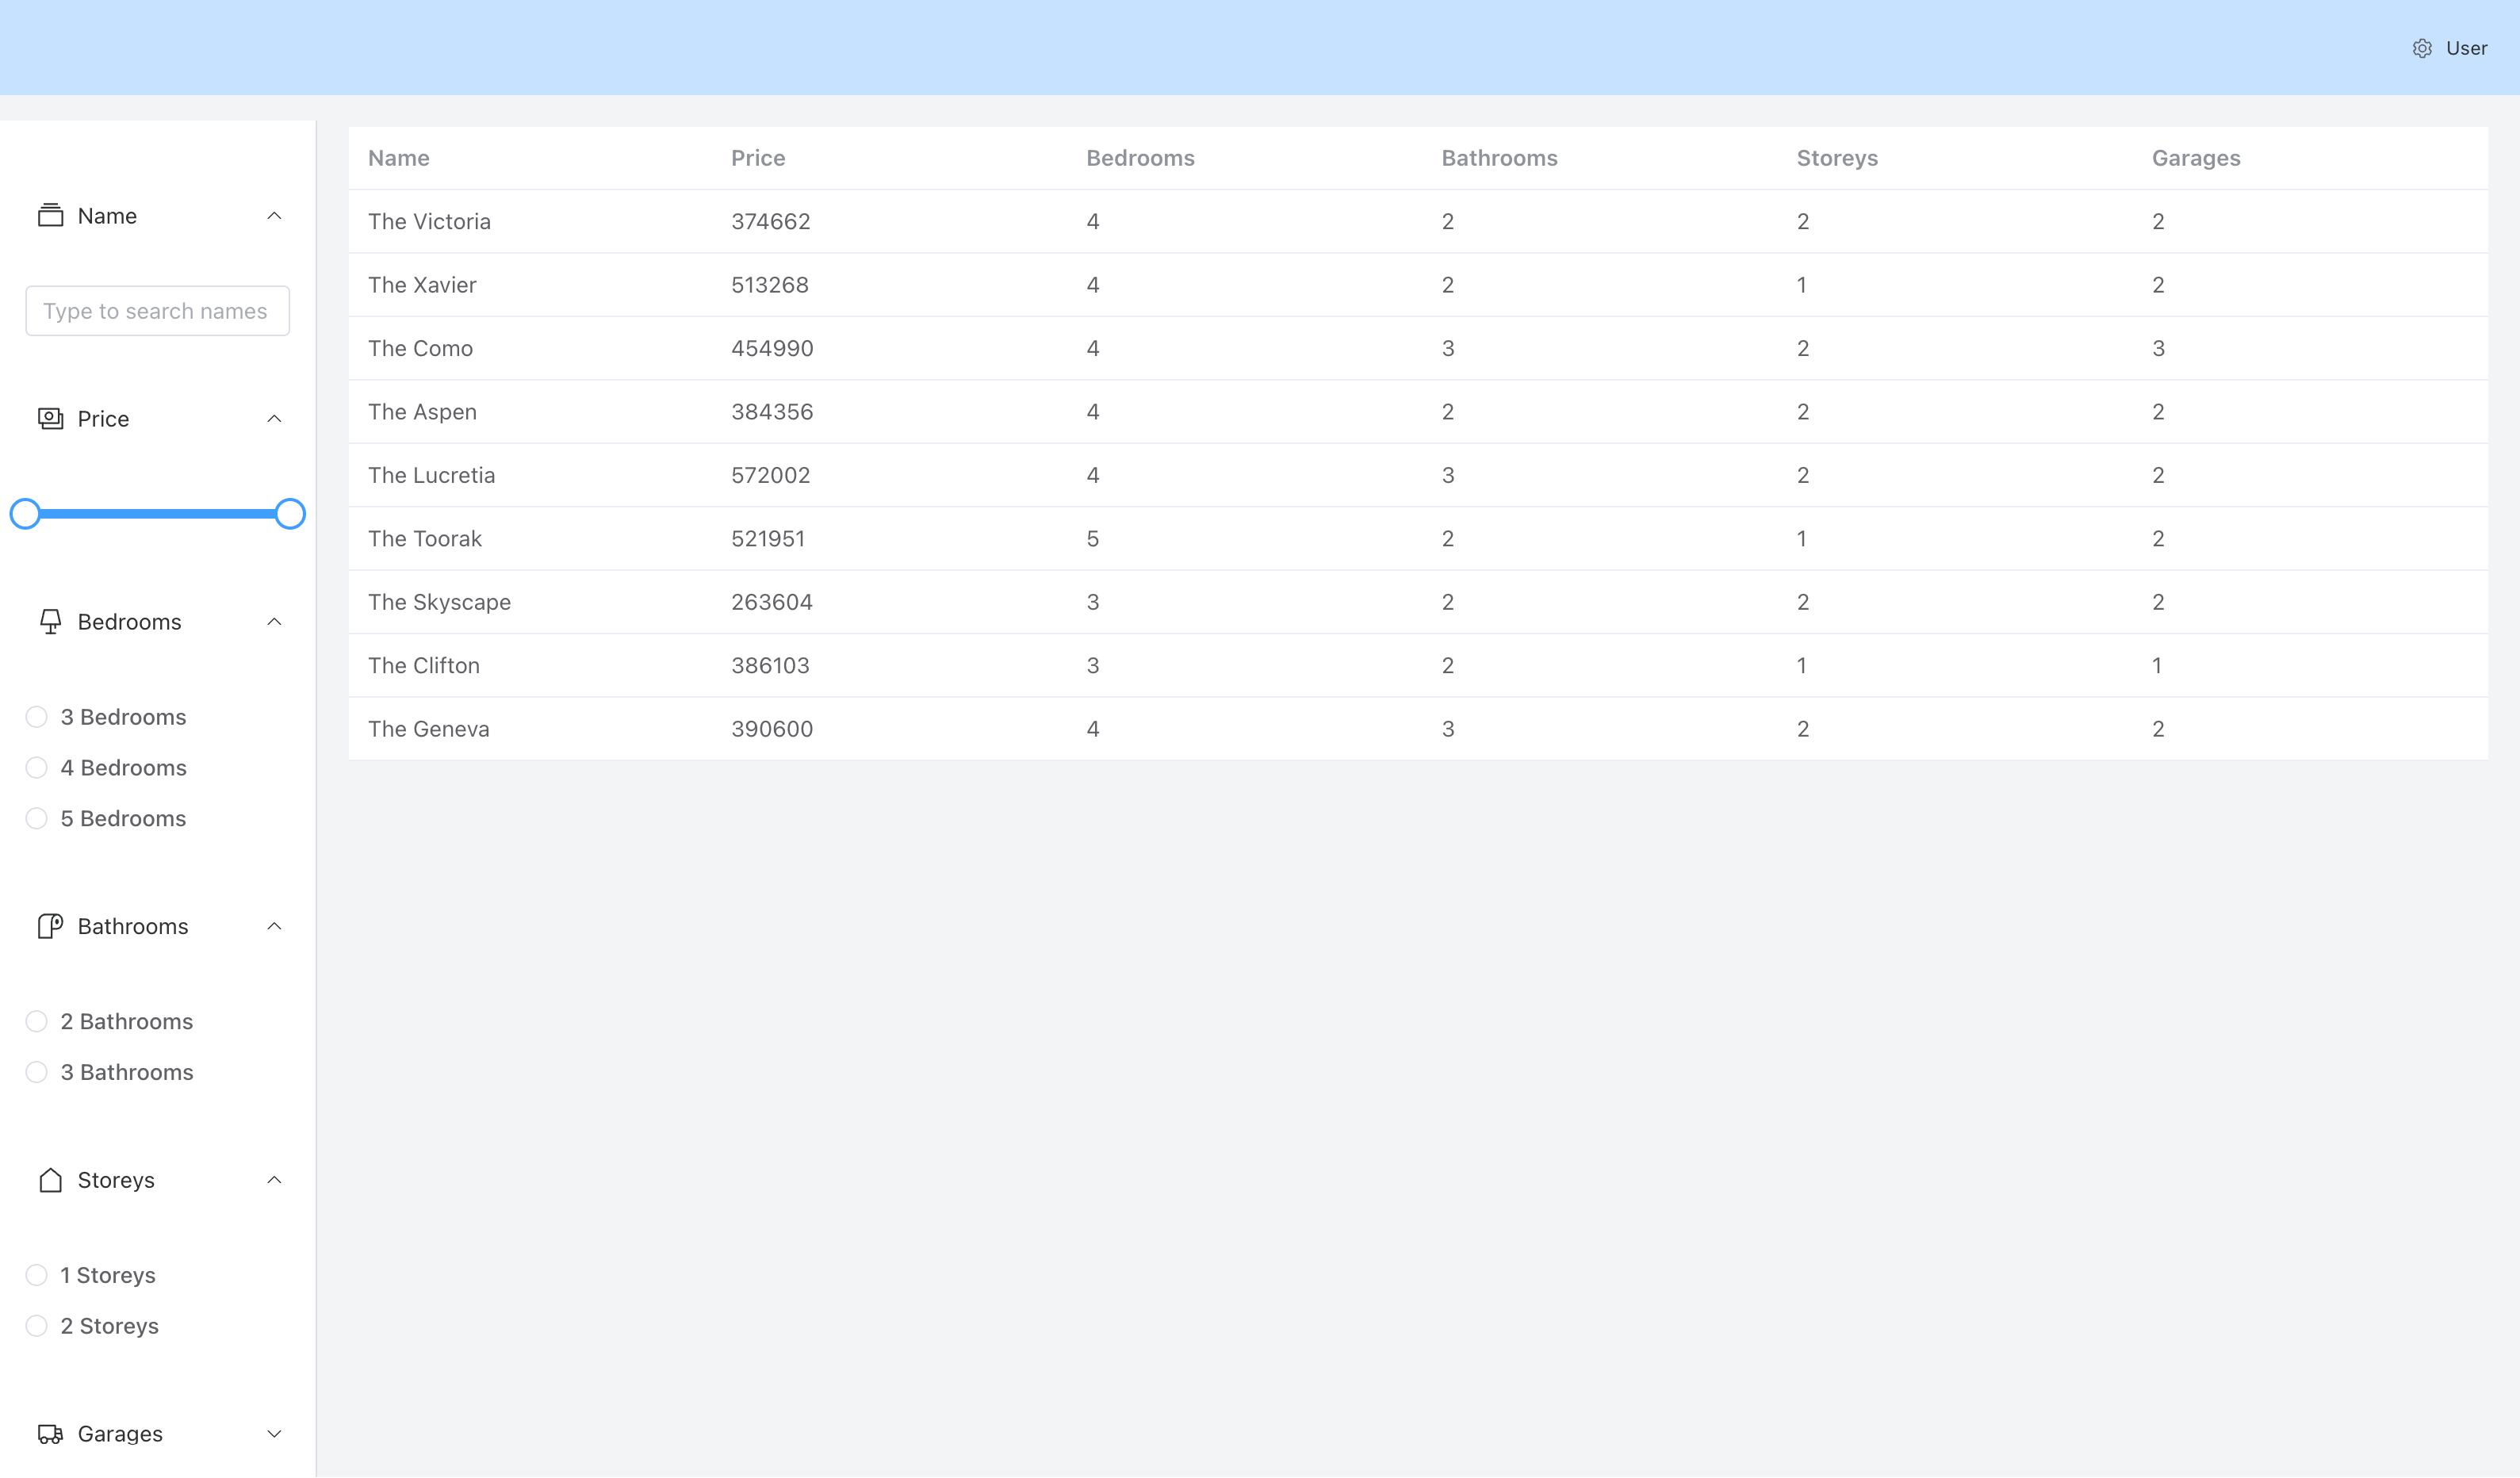 User
Name
Type to search names
Price
Bedrooms
3 Bedrooms
4 Bedrooms
5 Bedrooms
Bathrooms
2 Bathrooms
3 Bathrooms
Storeys
1 Storeys
2 Storeys
Garages
Name Price Bedrooms Bathrooms Storeys Garages
The Victoria 374662 4 2 2 2
The Xavier 513268 4 2 1 2
The Como 454990 4 3 2 3
The Aspen 384356 4 2 2 2
The Lucretia 572002 4 3 2 2
The Toorak 521951 5 2 1 2
The Skyscape 263604 3 2 2 2
The Clifton 386103 3 2 1 1
The Geneva 390600 4 3 2 2